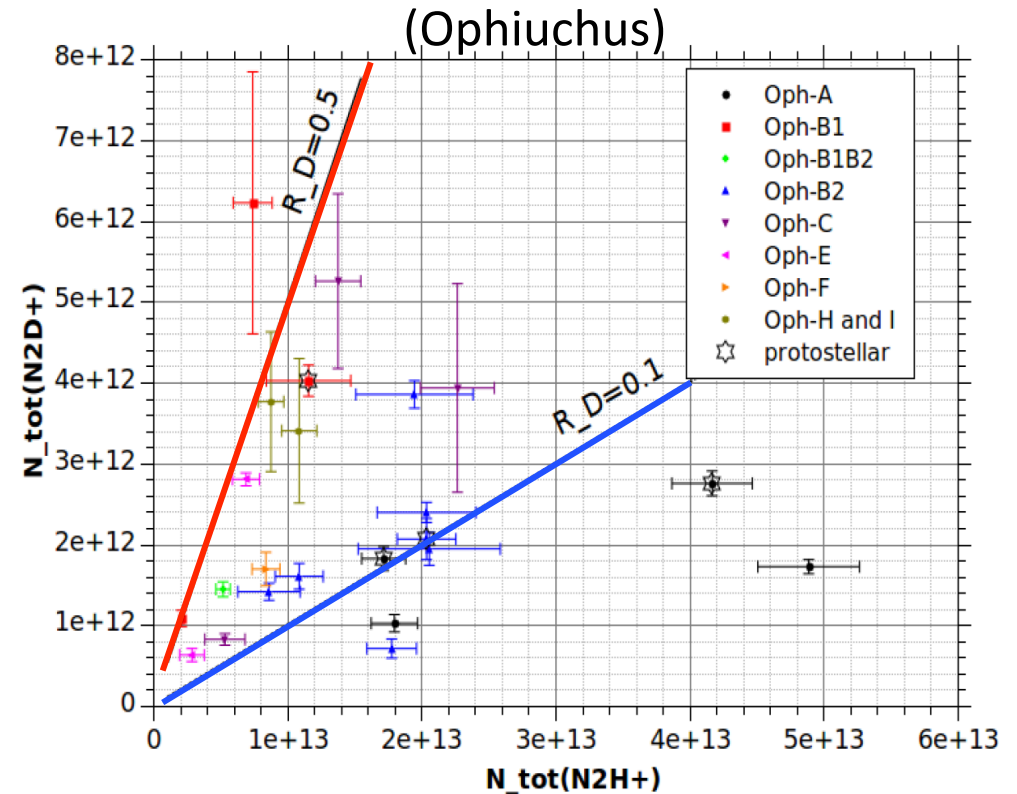 (Ophiuchus)
8e+12
7e+12
6e+12
5e+12
4e+12
3e+12
2e+12
1e+12
0
N_tot(N2D+)
R_D=0.5
R_D=0.1
Oph-A
Oph-B1
Oph-B1B2
Oph-B2
Oph-C
Oph-E
Oph-F
Oph-H and I
protostellar
0 1e+13 2e+13 3e+13 4e+13 5e+13 6e+13
N_tot(N2H+)